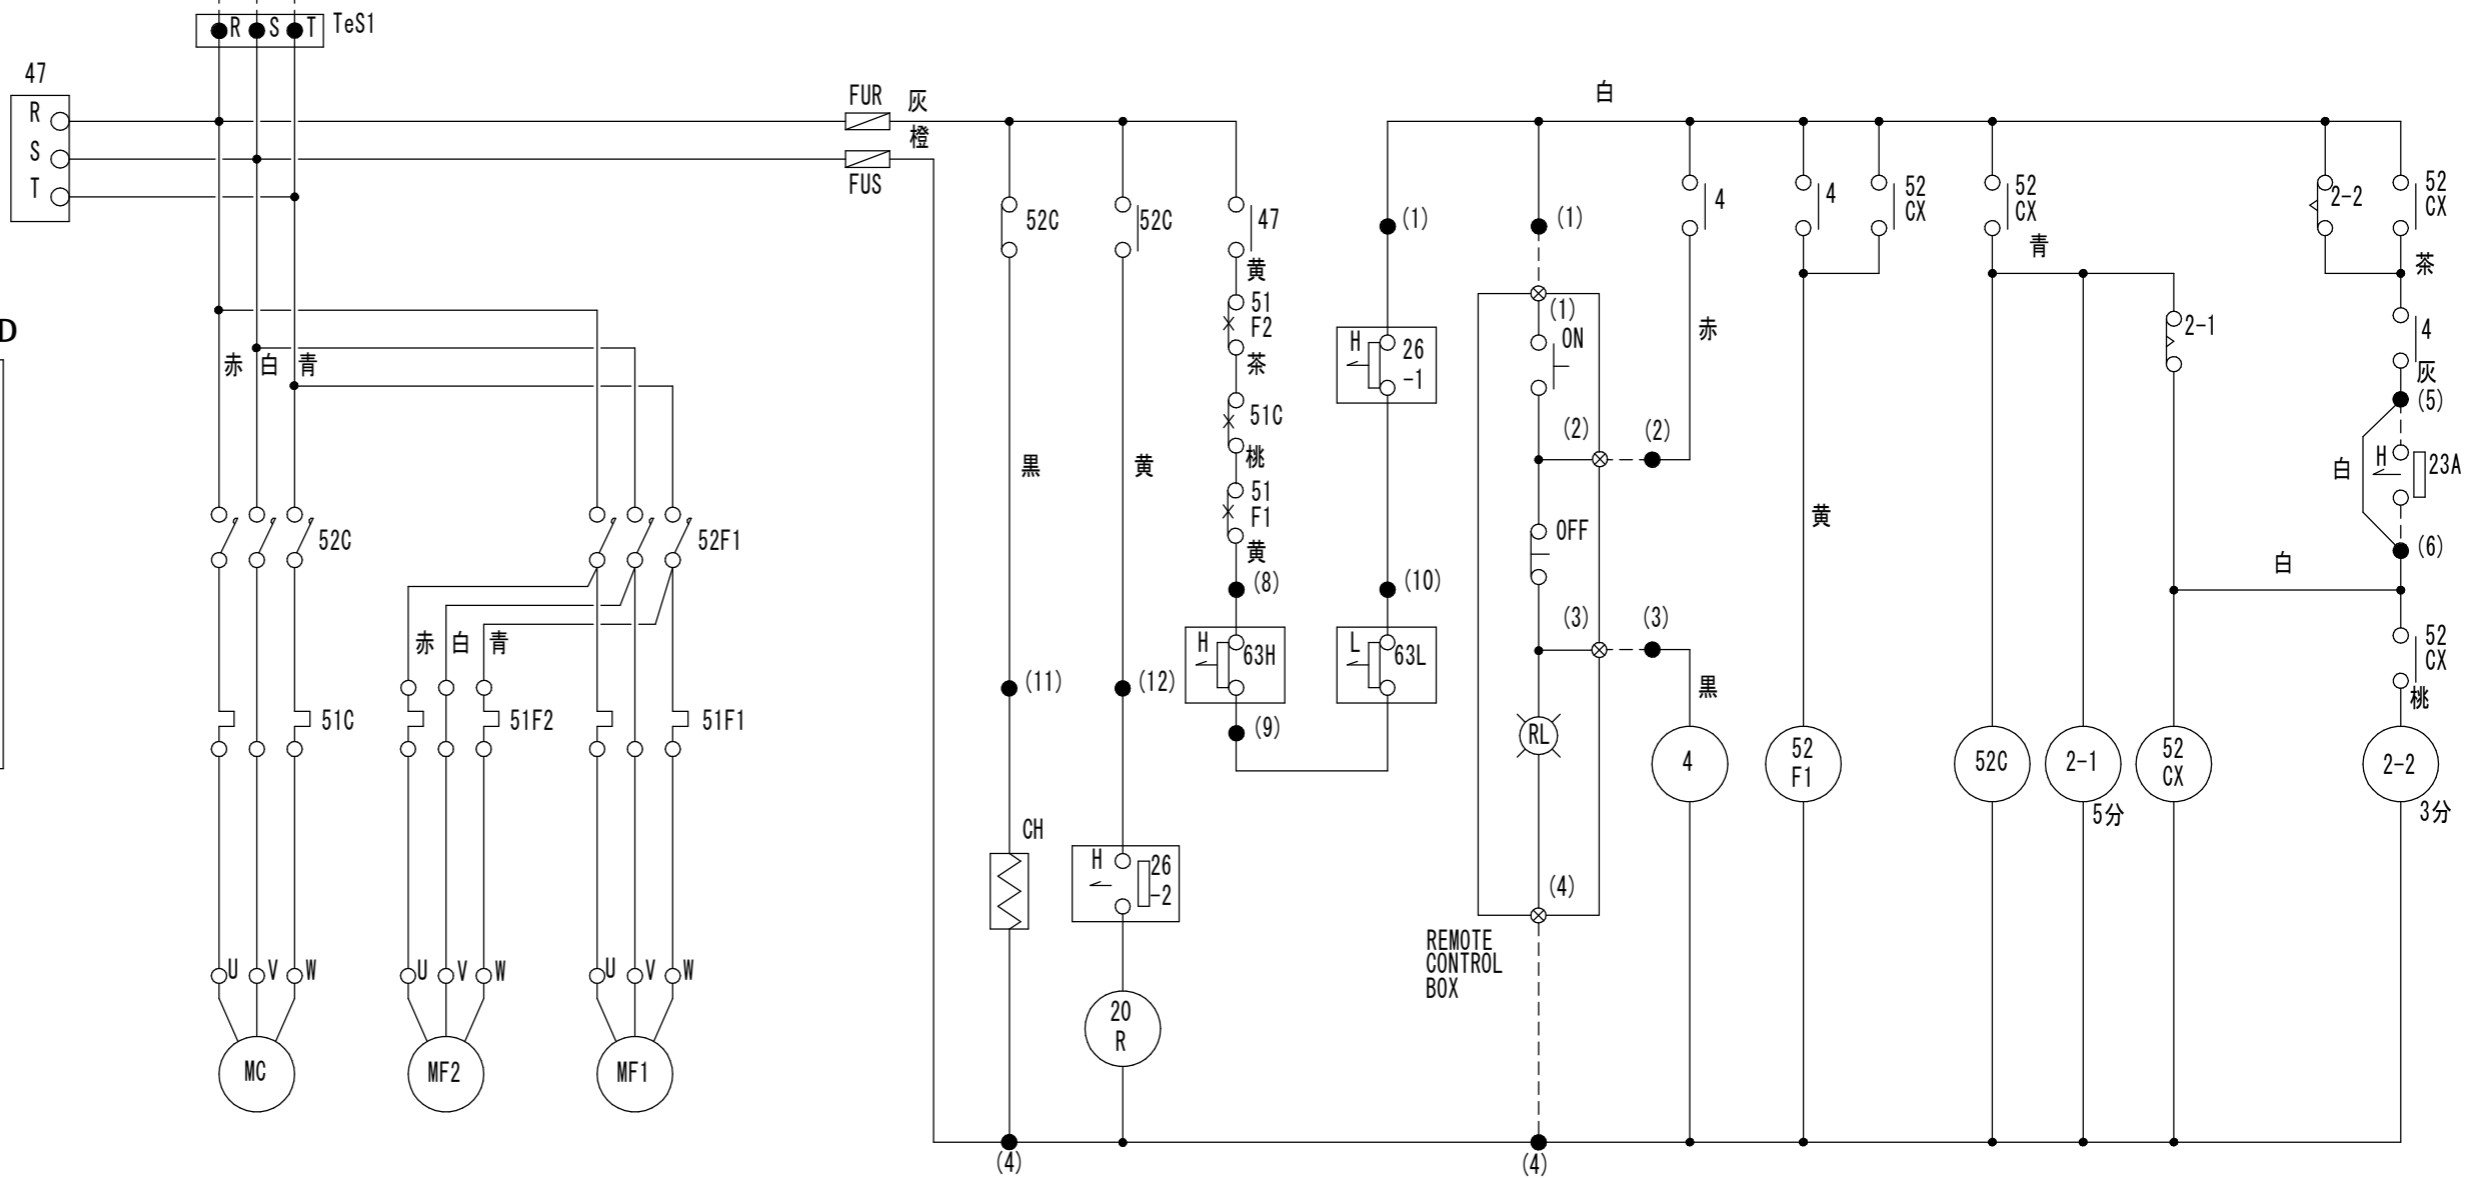 R S T TeS1
47
R
S
T
FUR 灰
橙
FUS
白
D
赤 白 青
52C
52F1
赤 白 青
51C
51F2
51F1
U V W
U V W
U V W
MC
MF2
MF1
52C
黒
(11)
CH
(4)
52C
黄
(12)
H 26
-2
20
R
47
黄
51
F2
茶
51C
桃
51
F1
黄
(8)
H 63H
(9)
(1)
H 26
-1
(10)
L 63L
(1)
(1)
ON
(2) (2)
OFF
(3) (3)
RL
(4)
REMOTE
CONTROL
BOX
(4)
4
赤
黒
4
4
52
CX
黄
52
F1
52
CX
青
2-1
52C
2-1
5分
52
CX
2-2
52
CX
茶
4
灰
(5)
白
H 23A
(6)
白
52
CX
桃
2-2
3分